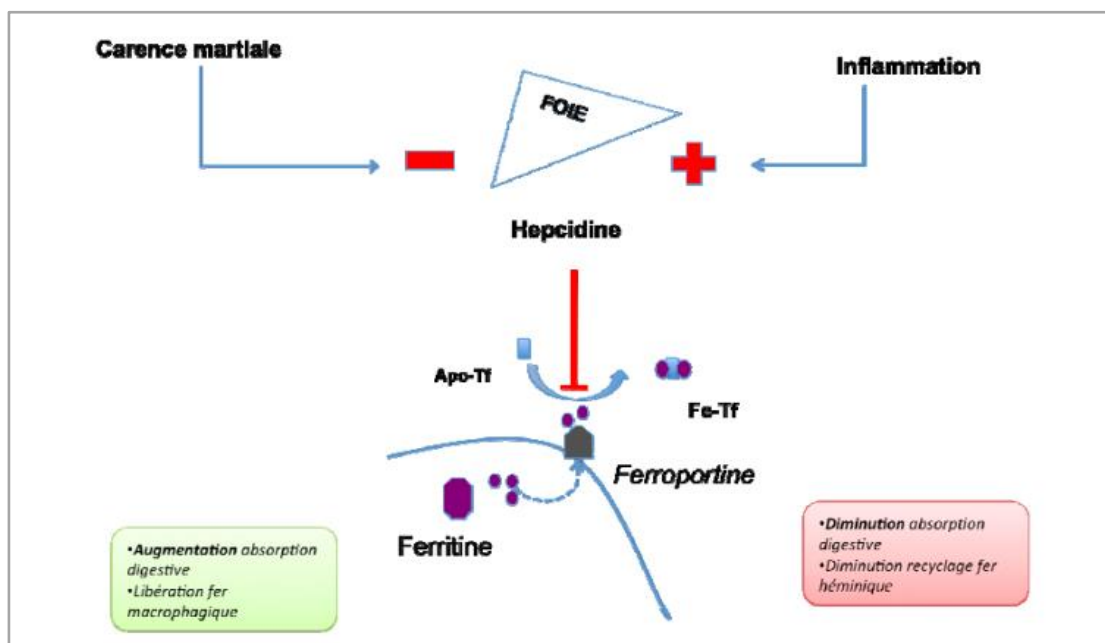 Carence martiale
Inflammation
FOIE
Hepcidine
Apo-Tf
Fe-Tf
Ferroportine
Ferritine
•Augmentation absorption
digestive
•Libération fer
macrophagique
•Diminution absorption
digestive
•Diminution recyclage fer
héminique